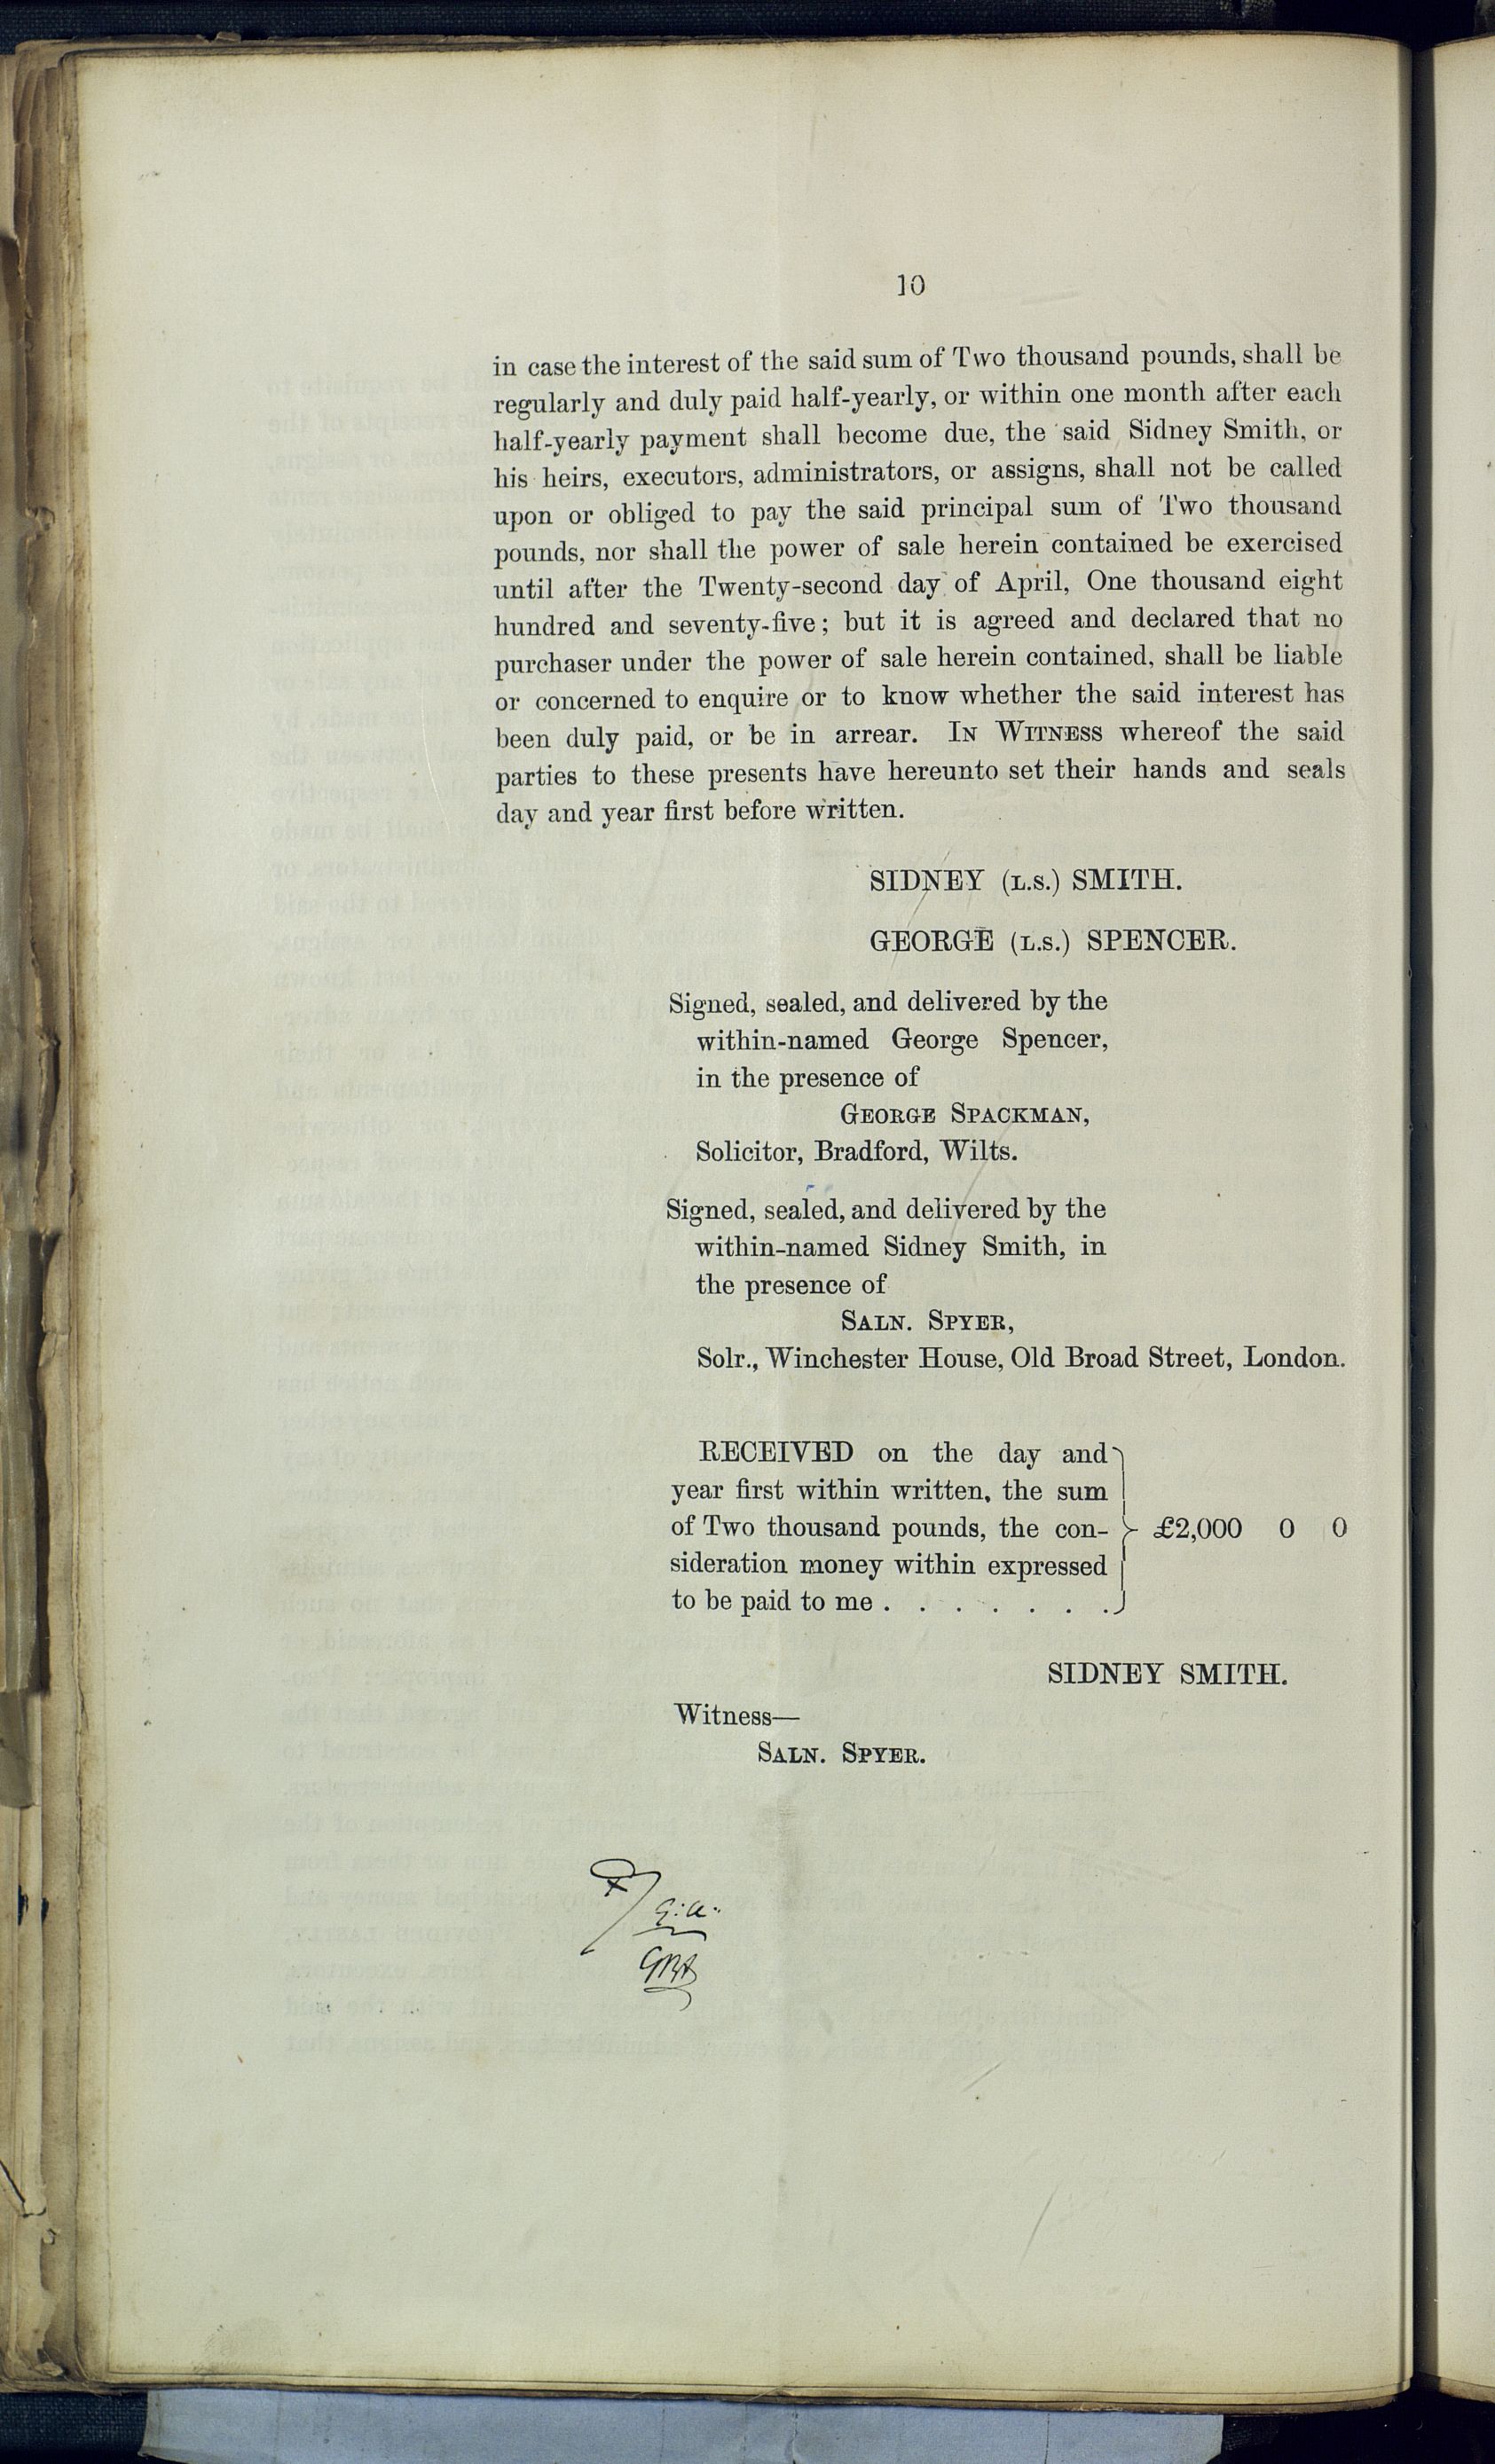 10
in case the interest of the said sum of Two thousand pounds, shall be
regularly and duly paid half-yearly, or within one month after each
half-yearly payment shall become due, the said Sidney Smith, or
his heirs, executors, administrators, or assigns, shall not be called
upon or obliged to pay the said principal sum of Two thousand
pounds, nor shall the power of sale herein contained be exercised
until after the Twenty-second day of April, One thousand eight
hundred and seventy-five; but it is agreed and declared that no
purchaser under the power of sale herein contained, shall be liable
or concerned to enquire or to know whether the said interest has
been duly paid, or be in arrear. IN WITNESS whereof the said
parties to these presents have hereunto set their hands and seals
day and year first before written.
SIDNEY (L.S.) SMITH.
GEORGE (L.S.) SPENCER.
Signed, sealed, and delivered by the
within-named George Spencer,
in the presence of
GEORGE SPACKMAN,
Solicitor, Bradford, Wilts.
Signed, sealed, and delivered by the
within-named Sidney Smith, in
the presence of
SALN. SPYER,
Solr., Winchester House, Old Broad Street, London.
RECEIVED on the day and
year first within written, the sum
of Two thousand pounds, the con- £2,000 0 0
sideration money within expressed
to be paid to me . . . . . . .
SIDNEY SMITH.
Witness—
SALN. SPYER.